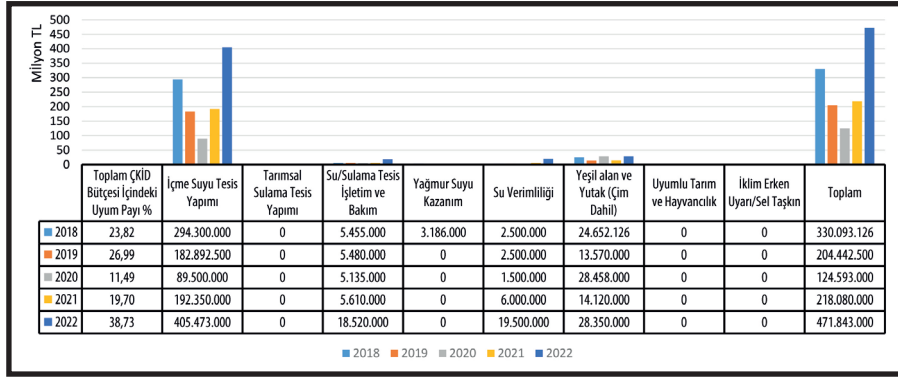 Mİlyon TL
500
450
400
350
300
250
200
150
100
50
0
Toplam ÇKİD Bütçesi İçindeki Uyum Payı % İçme Suyu Tesis Yapımı Tarımsal Sulama Tesis Yapımı Su/Sulama Tesis İşletim ve Bakım Yağmur Suyu Kazanım Su Verimliliği Yeşil alan ve Yutak (Çim Dahil) Uyumlu Tarım ve Hayvancılık İklim Erken Uyarı/Sel Taşkın Toplam
2018 23,82 294.300.000 0 5.455.000 3.186.000 2.500.000 24.652.126 0 0 330.093.126
2019 26,99 182.892.500 0 5.480.000 0 2.500.000 13.570.000 0 0 204.442.500
2020 11,49 89.500.000 0 5.135.000 0 1.500.000 28.458.000 0 0 124.593.000
2021 19,70 192.350.000 0 5.610.000 0 6.000.000 14.120.000 0 0 218.080.000
2022 38,73 405.473.000 0 18.520.000 0 19.500.000 28.350.000 0 0 471.843.000
2018 2019 2020 2021 2022